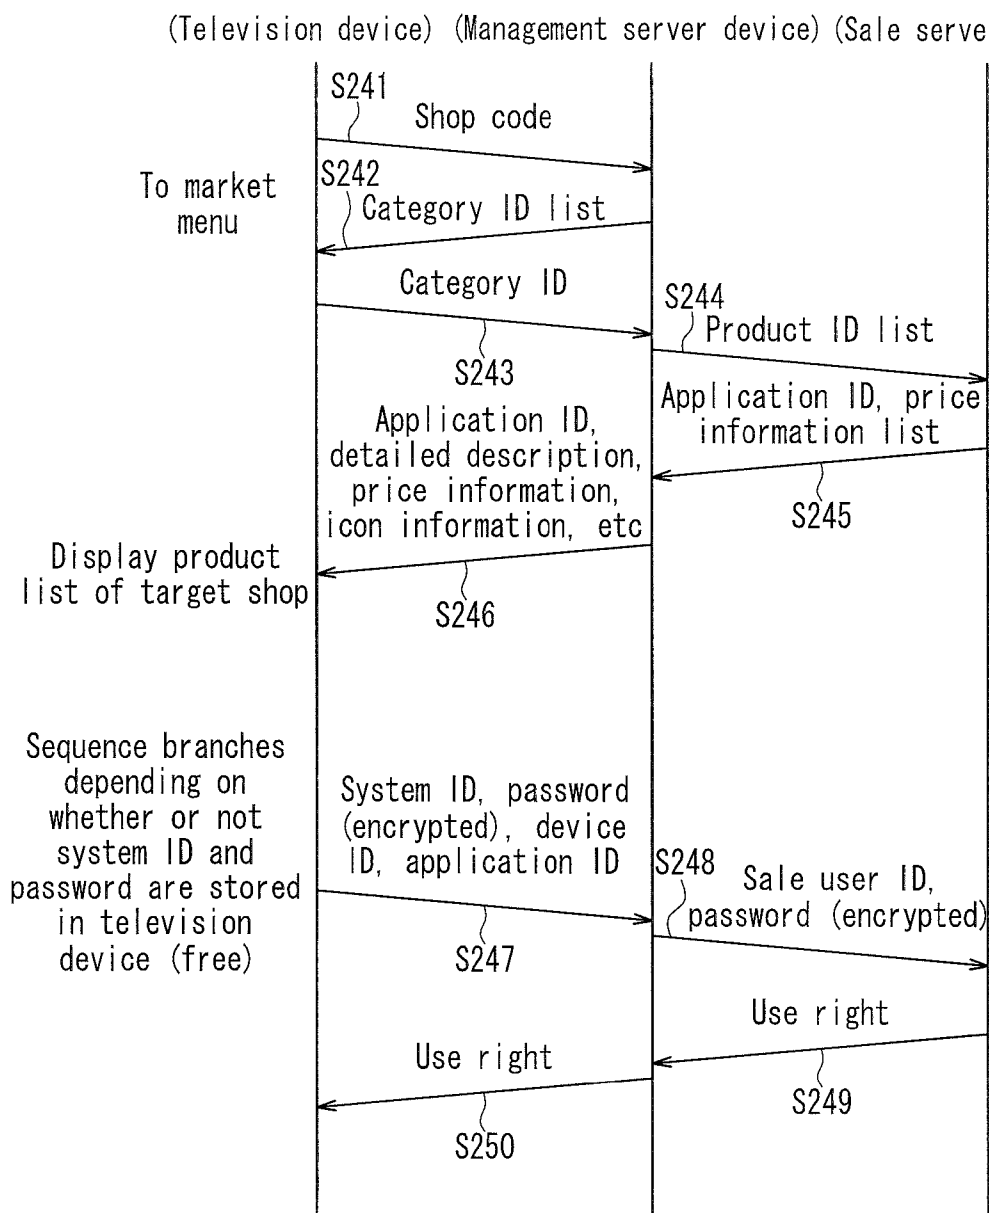 (Television device) (Management server device) (Sale serve
S241
Shop code
To market
menu
S242
Category ID list
Category ID
S243
S244
Product ID list
Application ID, price
information list
S245
Application ID,
detailed description,
price information,
icon information, etc
Display product
list of target shop
S246
Sequence branches
depending on
whether or not
system ID and
password are stored
in television
device (free)
System ID, password
(encrypted), device
ID, application ID
S247
S248
Sale user ID,
password (encrypted)
Use right
S249
Use right
S250